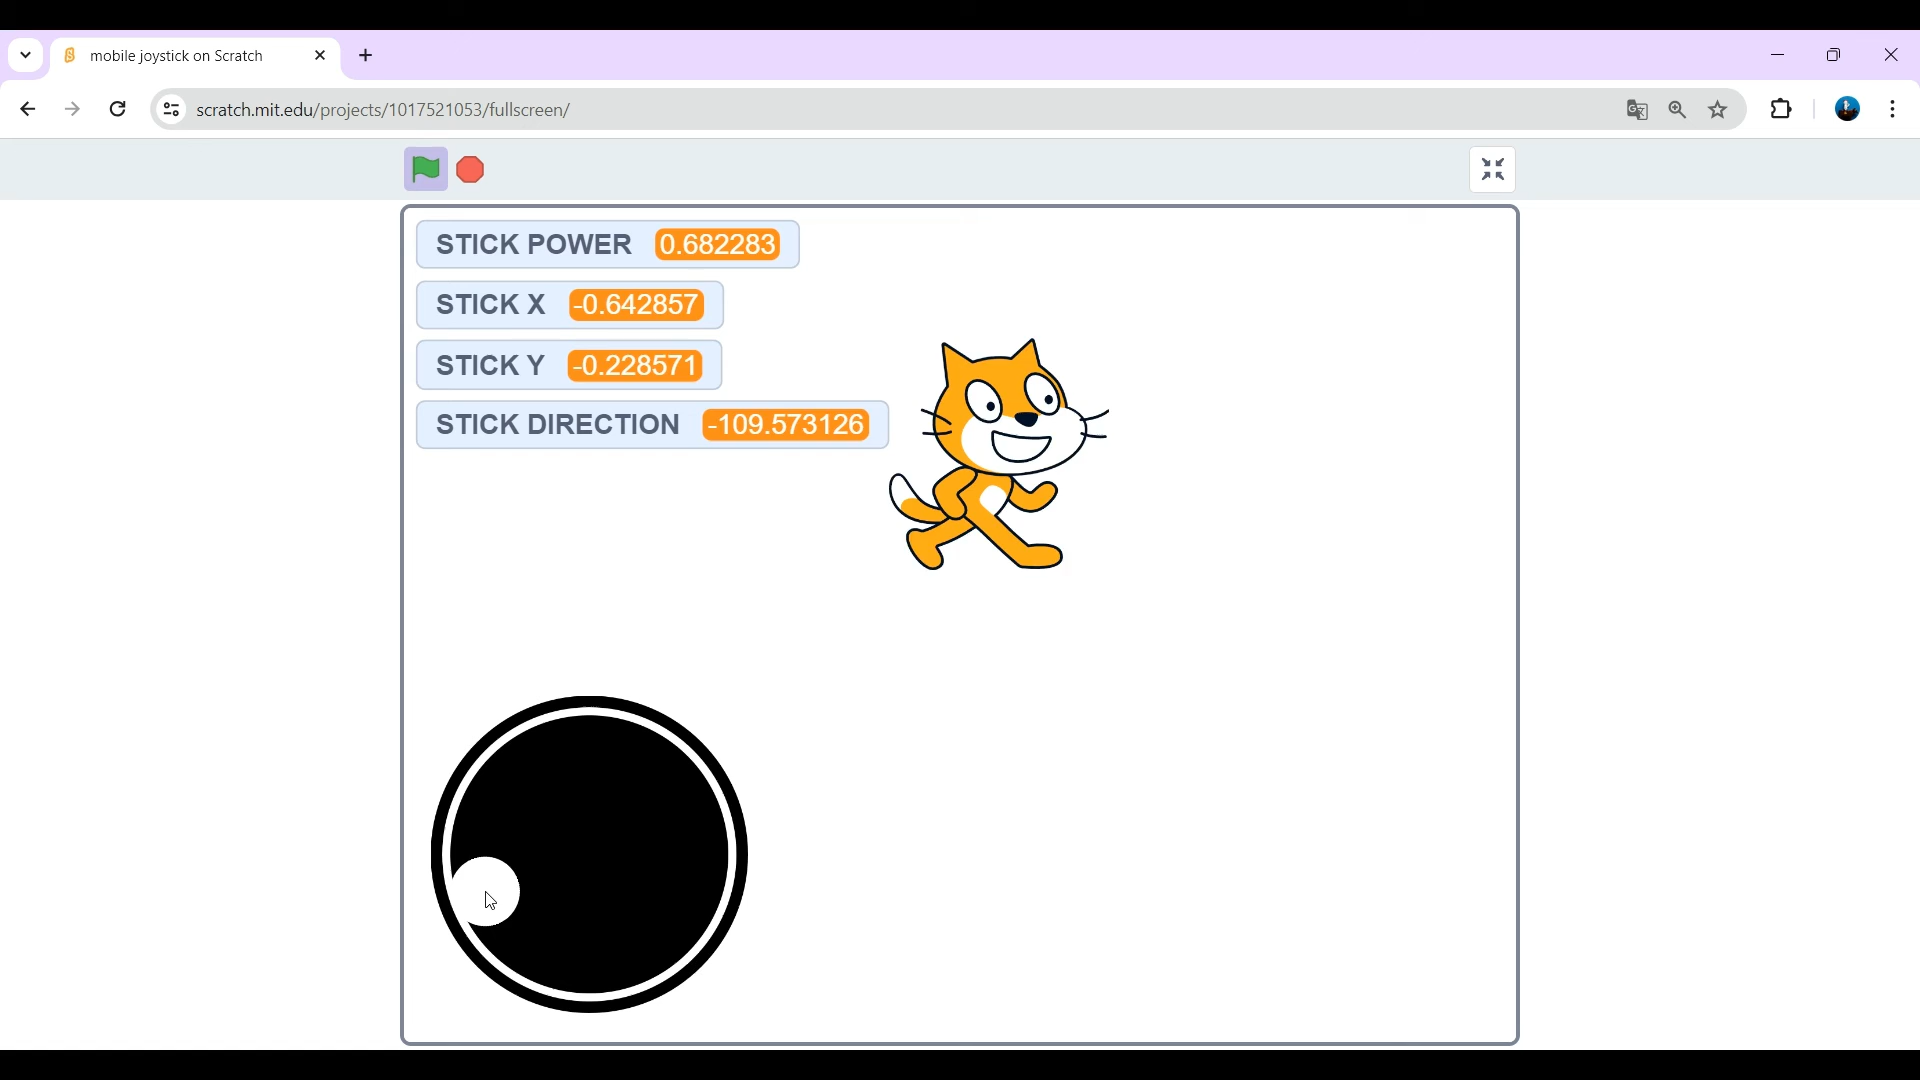 mobile joystick on Scratch
scratch.mit.edu/projects/1017521053/fullscreen/
STICK POWER 0.682283
STICK X -0.642857
STICK Y -0.228571
STICK DIRECTION -109.573126